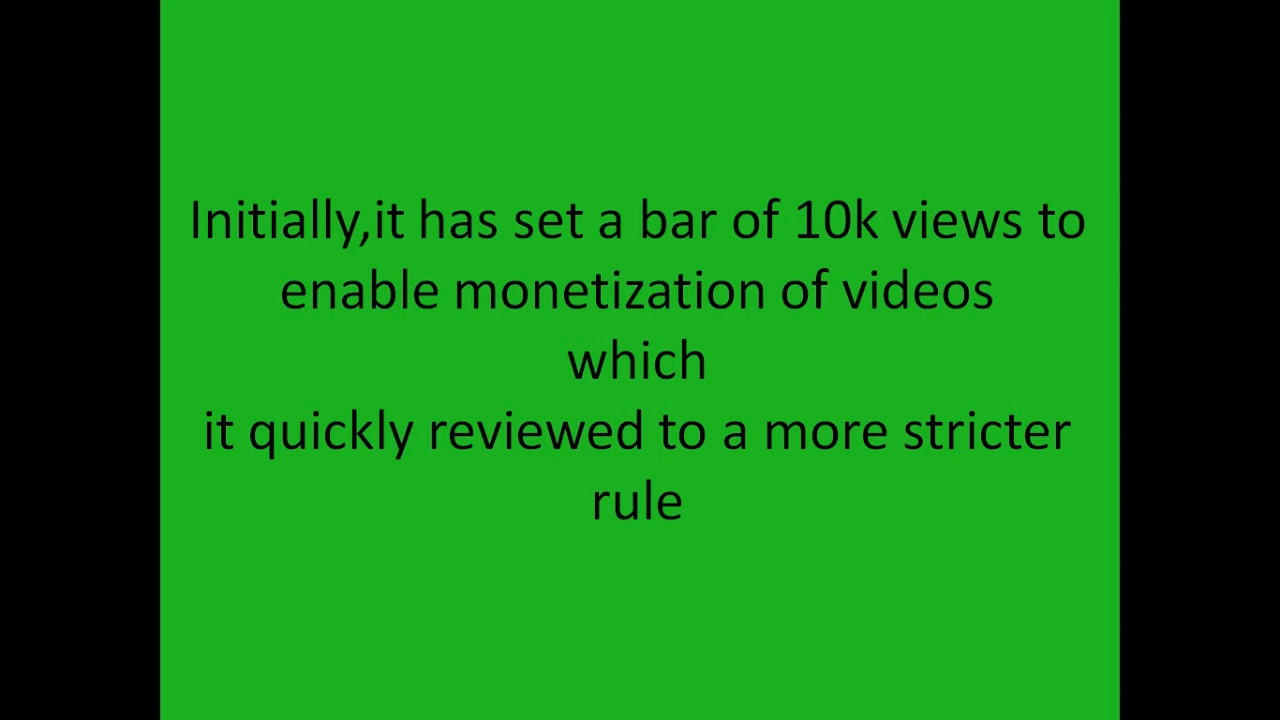 Initially,it has set a bar of 10k views to
enable monetization of videos
which
it quickly reviewed to a more stricter
rule